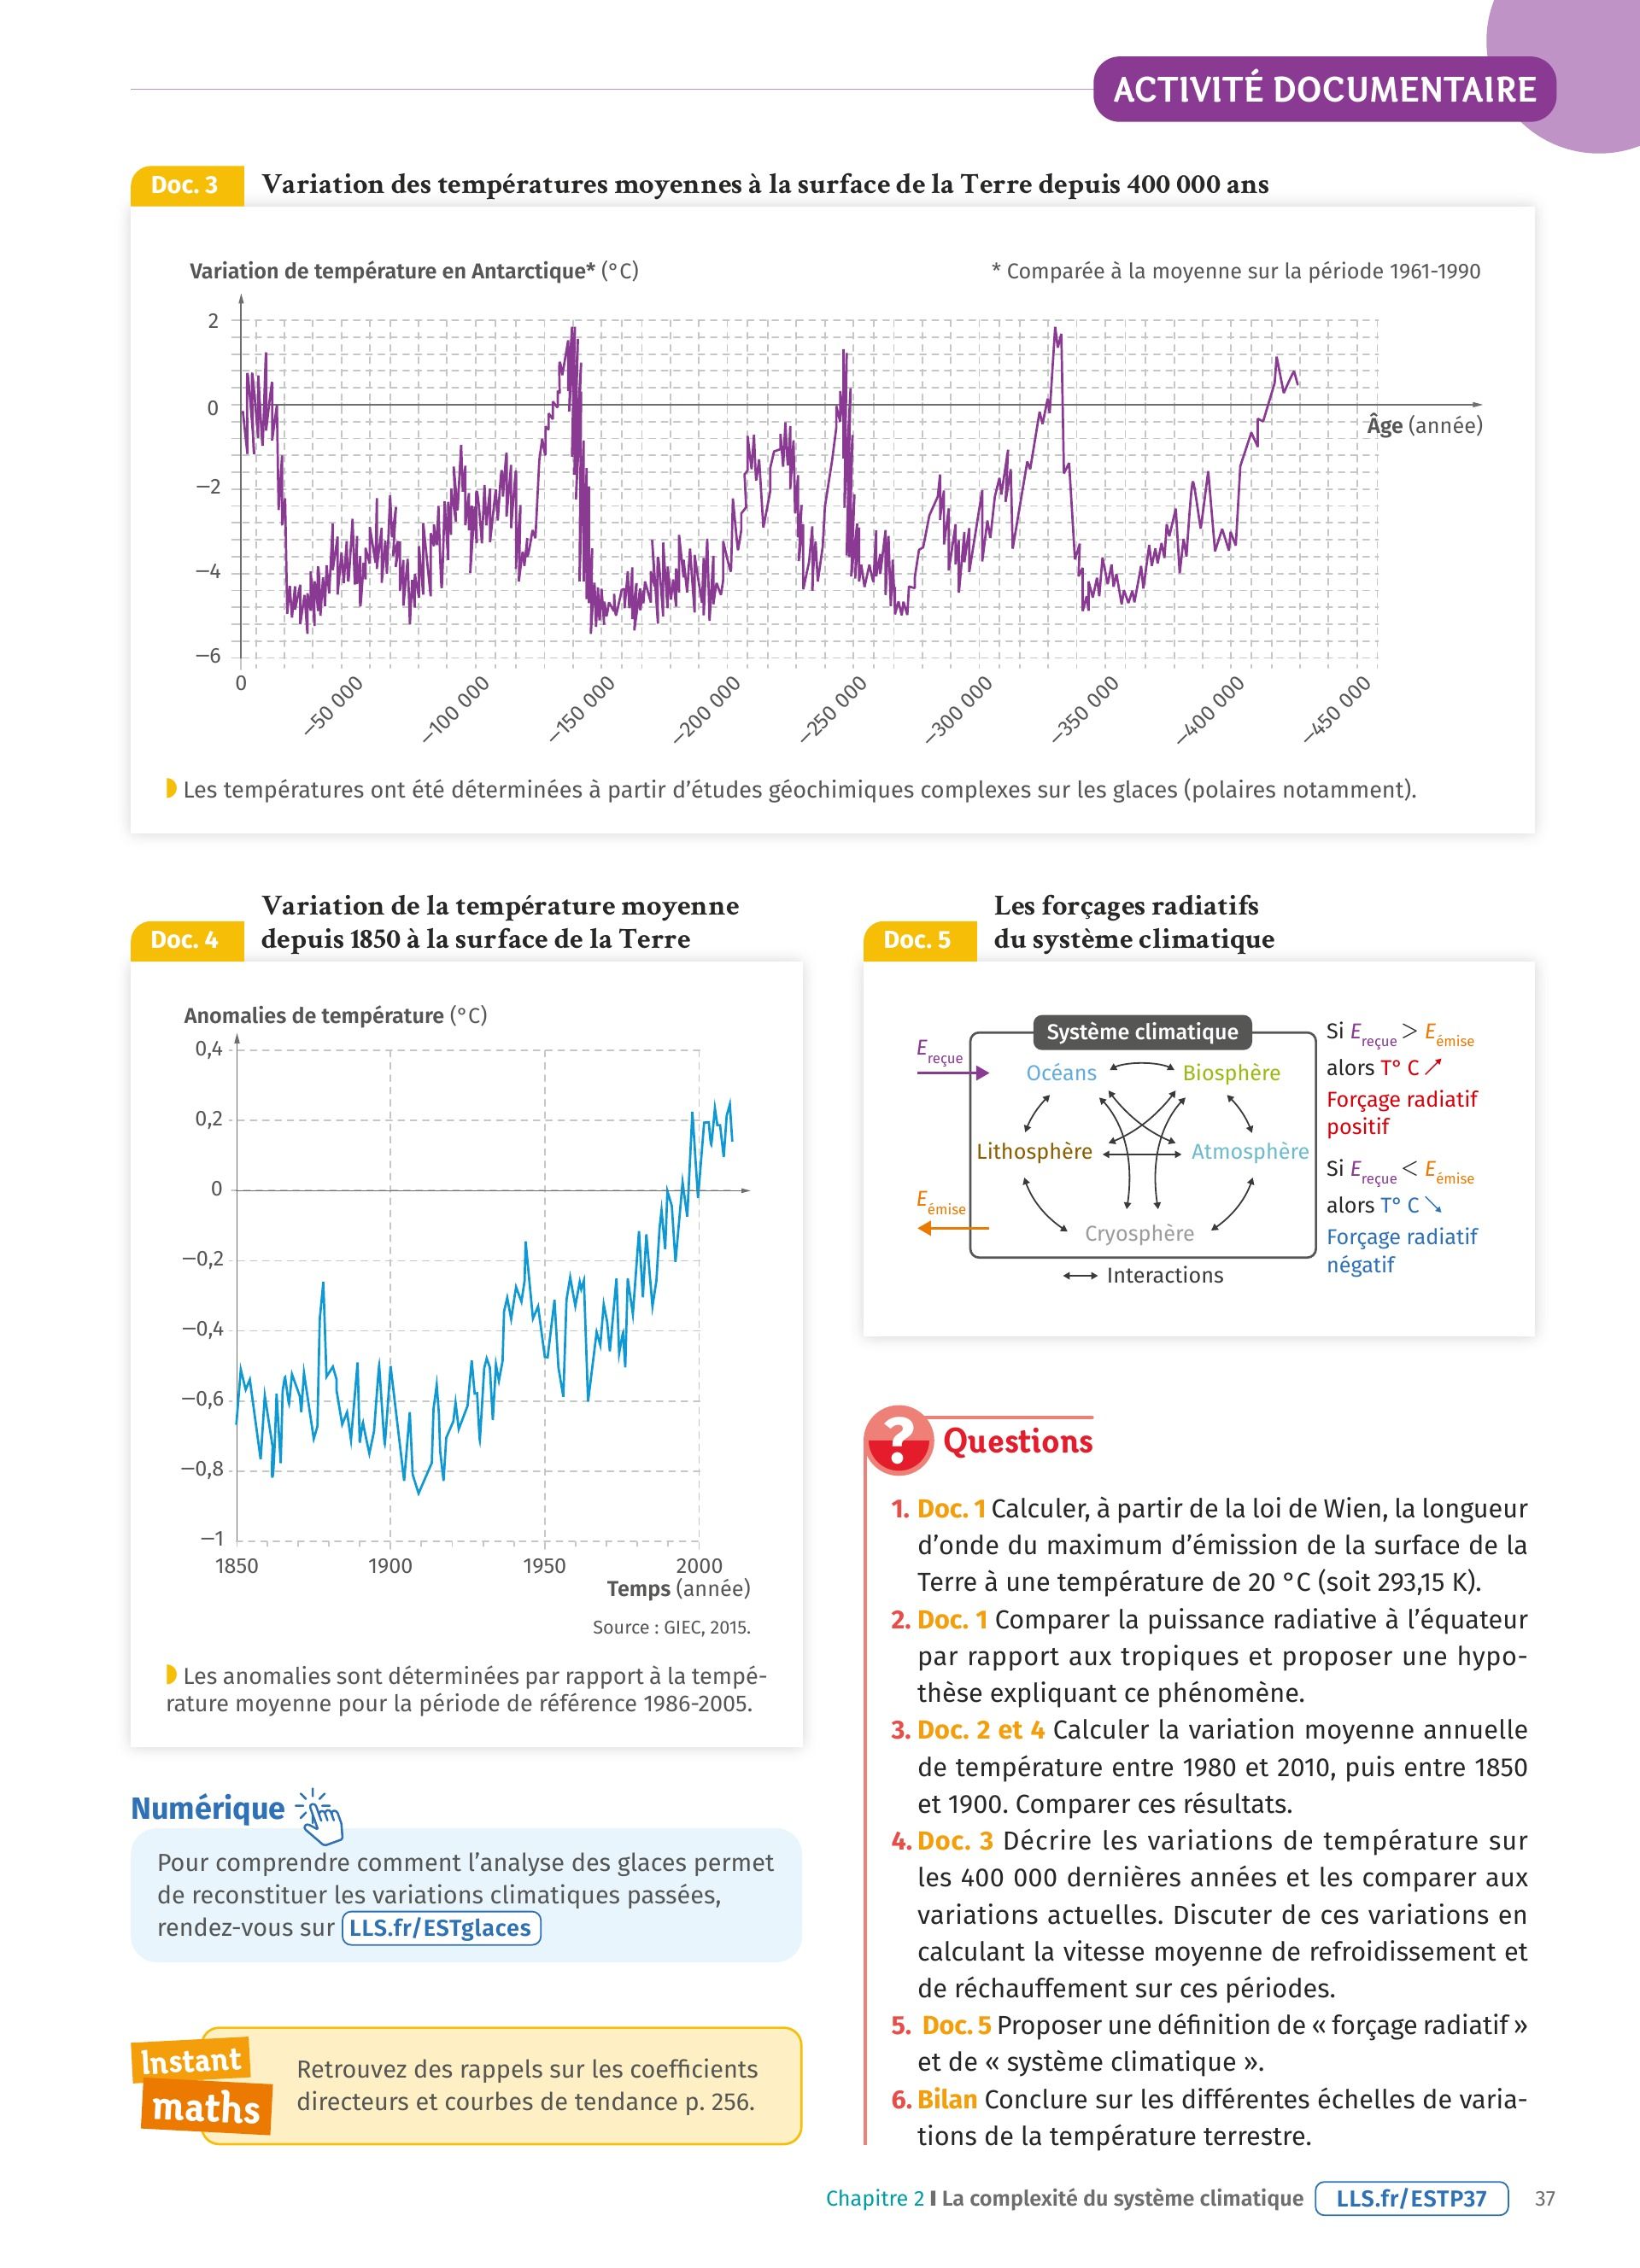 ACTIVITÉ DOCUMENTAIRE
Doc. 3
Variation des températures moyennes à la surface de la Terre depuis 400 000 ans
Variation de température en Antarctique* (°C)
* Comparée à la moyenne sur la période 1961-1990
2
0
−2
−4
−6
Âge (année)
0
−50 000
−100 000
−150 000
−200 000
−250 000
−300 000
−350 000
−400 000
−450 000
Les températures ont été déterminées à partir d’études géochimiques complexes sur les glaces (polaires notamment).
Doc. 4
Variation de la température moyenne
depuis 1850 à la surface de la Terre
Anomalies de température (°C)
0,4
0,2
0
−0,2
−0,4
−0,6
−0,8
−1
1850
1900
1950
2000
Temps (année)
Source : GIEC, 2015.
Les anomalies sont déterminées par rapport à la tempé-
rature moyenne pour la période de référence 1986-2005.
Numérique
Pour comprendre comment l’analyse des glaces permet
de reconstituer les variations climatiques passées,
rendez-vous sur LLS.fr/ESTglaces
Instant
maths
Retrouvez des rappels sur les coefficients
directeurs et courbes de tendance p. 256.
Doc. 5
Les forçages radiatifs
du système climatique
Système climatique
E reçue
Océans
Biosphère
Lithosphère
Atmosphère
E émise
Cryosphère
Interactions
Si E reçue > E émise
alors T° C ↗
Forçage radiatif
positif
Si E reçue < E émise
alors T° C ↘
Forçage radiatif
négatif
?
Questions
1. Doc. 1 Calculer, à partir de la loi de Wien, la longueur
d’onde du maximum d’émission de la surface de la
Terre à une température de 20 °C (soit 293,15 K).
2. Doc. 1 Comparer la puissance radiative à l’équateur
par rapport aux tropiques et proposer une hypo-
thèse expliquant ce phénomène.
3. Doc. 2 et 4 Calculer la variation moyenne annuelle
de température entre 1980 et 2010, puis entre 1850
et 1900. Comparer ces résultats.
4. Doc. 3 Décrire les variations de température sur
les 400 000 dernières années et les comparer aux
variations actuelles. Discuter de ces variations en
calculant la vitesse moyenne de refroidissement et
de réchauffement sur ces périodes.
5. Doc. 5 Proposer une définition de « forçage radiatif »
et de « système climatique ».
6. Bilan Conclure sur les différentes échelles de varia-
tions de la température terrestre.
Chapitre 2 I La complexité du système climatique LLS.fr/ESTP37 37